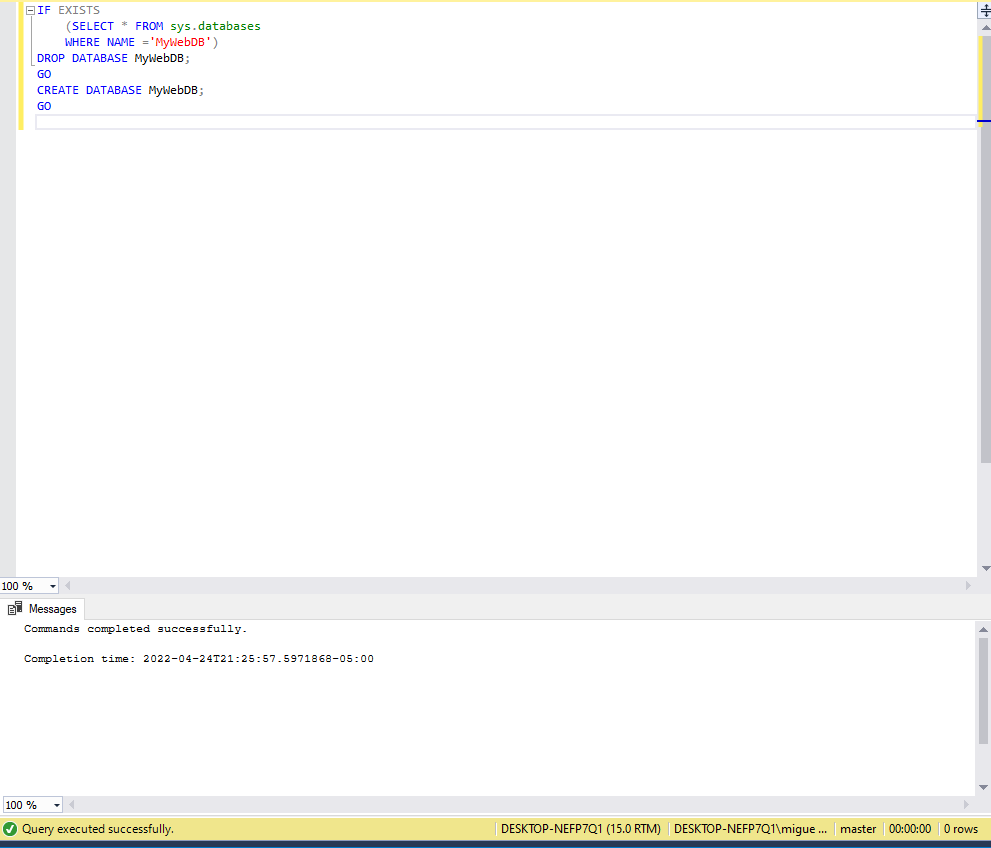 IF EXISTS
(SELECT * FROM sys.databases
WHERE NAME ='MyWebDB')
DROP DATABASE MyWebDB;
GO
CREATE DATABASE MyWebDB;
GO
100 %
Messages
Commands completed successfully.
Completion time: 2022-04-24T21:25:57.5971868-05:00
100 %
Query executed successfully. DESKTOP-NEFP7Q1 (15.0 RTM) DESKTOP-NEFP7Q1\migue ... master 00:00:00 0 rows